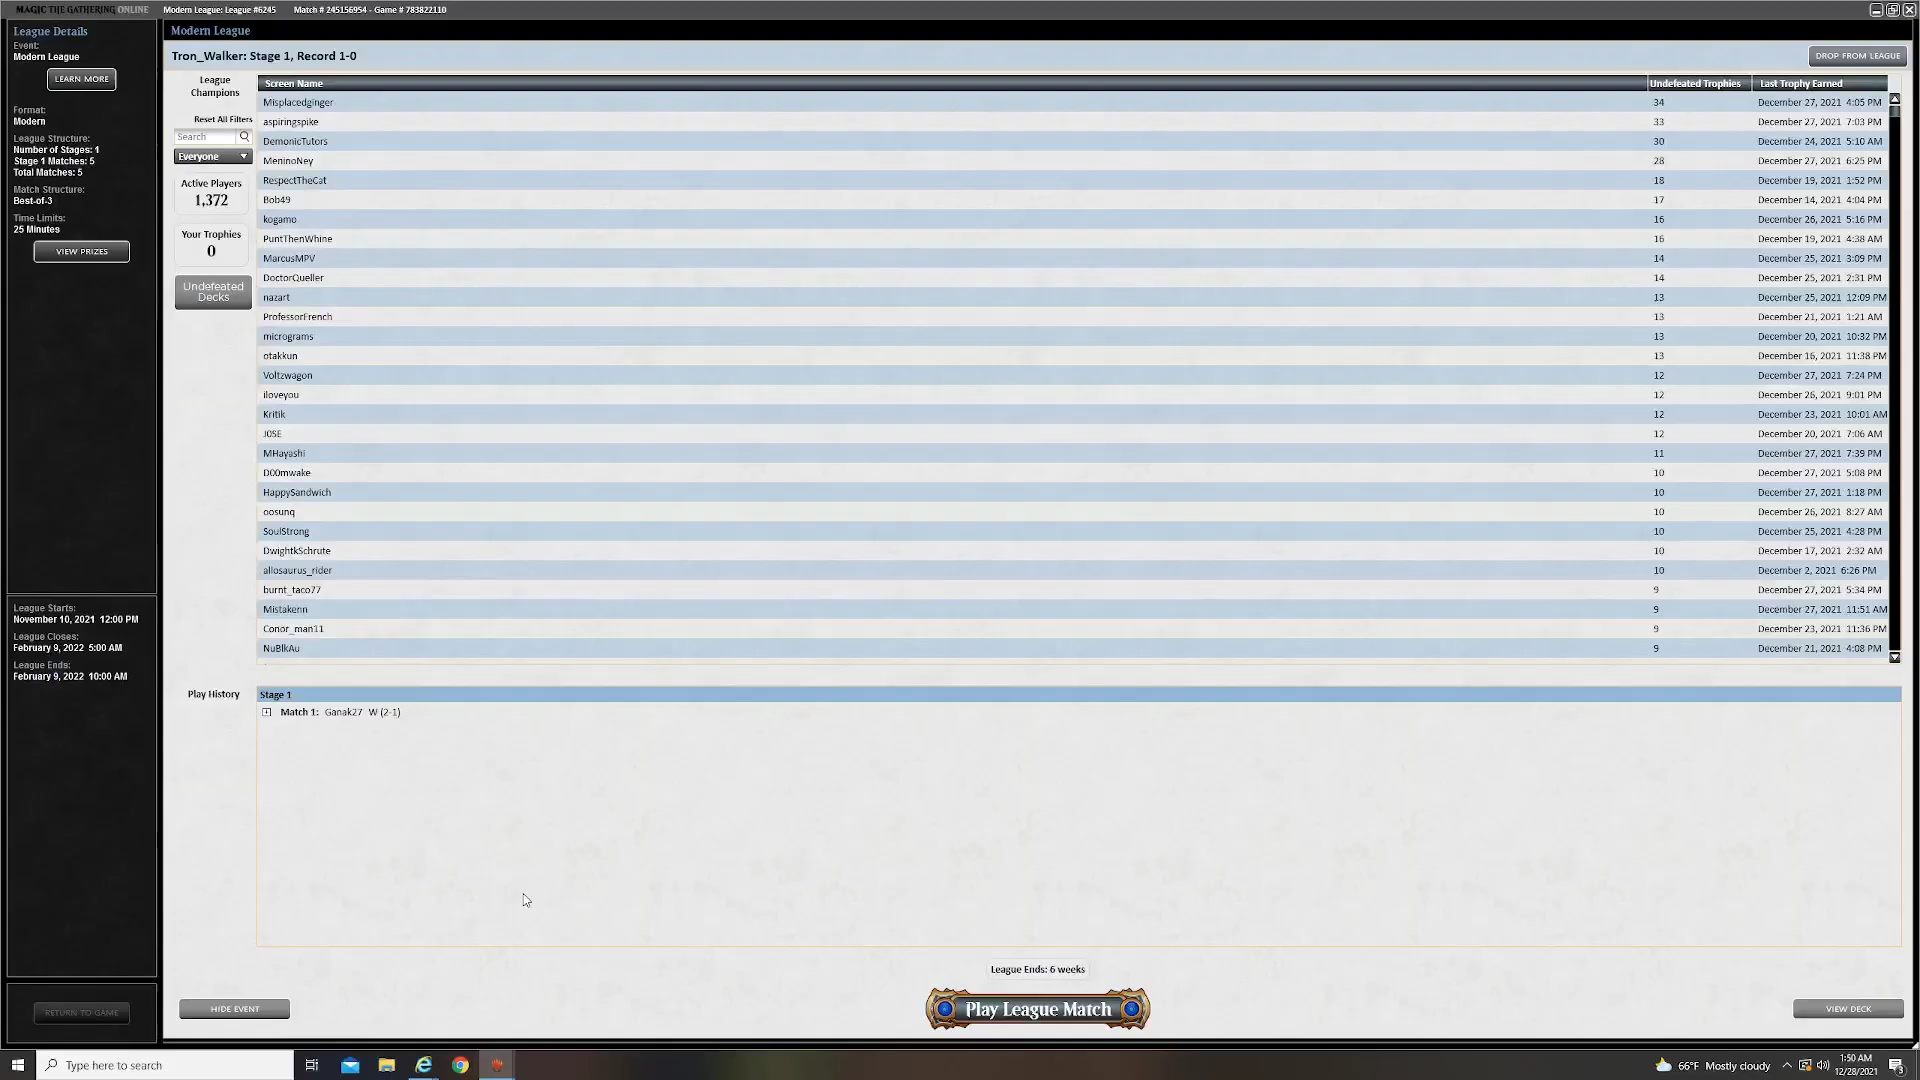 MAGIC THE GATHERING ONLINE
Modern League: League #6245
Match # 245156954 - Game # 783822110
League Details
Event:
Modern League
LEARN MORE
Format:
Modern
League Structure:
Number of Stages: 1
Stage 1 Matches: 5
Total Matches: 5
Match Structure:
Best-of-3
Time Limits:
25 Minutes
VIEW PRIZES
League Starts:
November 10, 2021 12:00 PM
League Closes:
February 9, 2022 5:00 AM
League Ends:
February 9, 2022 10:00 AM
RETURN TO GAME
Modern League
Tron_Walker: Stage 1, Record 1-0
DROP FROM LEAGUE
League
Champions
Reset All Filters
Search
Everyone
Active Players
1,372
Your Trophies
0
Undefeated
Decks
Screen Name Undefeated Trophies Last Trophy Earned
Misplacedginger 34 December 27, 2021 4:05 PM
aspiringspike 33 December 27, 2021 7:03 PM
DemonicTutors 30 December 24, 2021 5:10 AM
MeninoNey 28 December 27, 2021 6:25 PM
RespectTheCat 18 December 19, 2021 1:52 PM
Bob49 17 December 14, 2021 4:04 PM
kogamo 16 December 26, 2021 5:16 PM
PuntThenWhine 16 December 19, 2021 4:38 AM
MarcusMPV 14 December 25, 2021 3:09 PM
DoctorQueller 14 December 25, 2021 2:31 PM
nazart 13 December 25, 2021 12:09 PM
ProfessorFrench 13 December 21, 2021 1:21 AM
micrograms 13 December 20, 2021 10:32 PM
otakkun 13 December 16, 2021 11:38 PM
Voltzwagon 12 December 27, 2021 7:24 PM
iloveyou 12 December 26, 2021 9:01 PM
Kritik 12 December 23, 2021 10:01 AM
J0SE 12 December 20, 2021 7:06 AM
MHayashi 11 December 27, 2021 7:39 PM
D00mwake 10 December 27, 2021 5:08 PM
HappySandwich 10 December 27, 2021 1:18 PM
oosunq 10 December 26, 2021 8:27 AM
SoulStrong 10 December 25, 2021 4:28 PM
DwightkSchrute 10 December 17, 2021 2:32 AM
allosaurus_rider 10 December 2, 2021 6:26 PM
burnt_taco77 9 December 27, 2021 5:34 PM
Mistakenn 9 December 27, 2021 11:51 AM
Conor_man11 9 December 23, 2021 11:36 PM
NuBlkAu 9 December 21, 2021 4:08 PM
Play History
Stage 1
Match 1: Ganak27 W (2-1)
League Ends: 6 weeks
HIDE EVENT
Play League Match
VIEW DECK
Type here to search
66°F Mostly cloudy
1:50 AM
12/28/2021
3